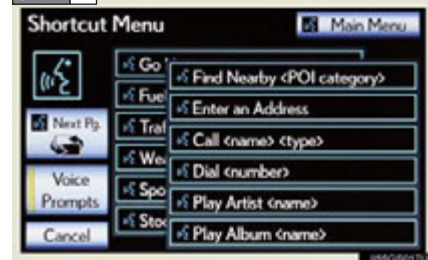 Shortcut Menu
Main Menu
Go
Fuel
Traf
Wea
Spo
Stoc
Find Nearby <POI category>
Enter an Address
Call <name> <type>
Dial <number>
Play Artist <name>
Play Album <name>
Next Pg.
Voice
Prompts
Cancel